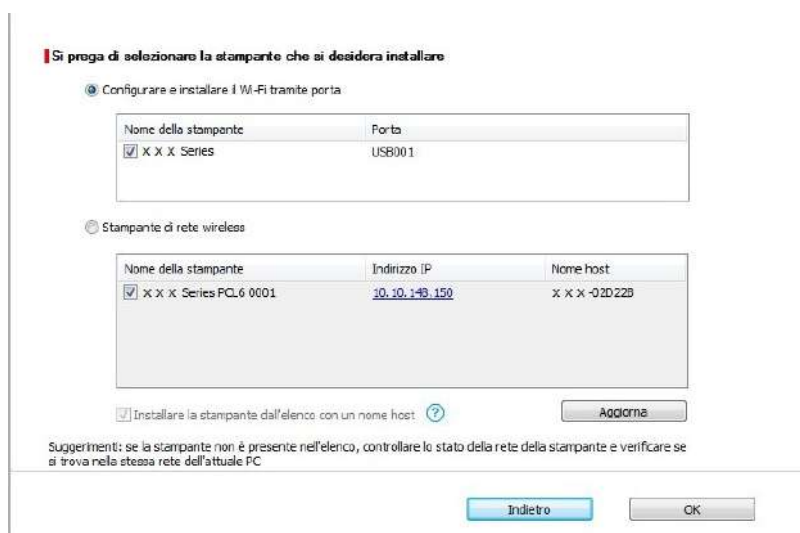 Si prega di selezionare la stampante che si desidera installare
Configurare e installare il Wi-Fi tramite porta
Nome della stampante Porta
X X X Series USB001
Stampante di rete wireless
Nome della stampante Indirizzo IP Nome host
X X X Series PCL6 0001 10.10.148.150 X X X -02D22B
Installare la stampante dall'elenco con un nome host ?
Aggiorna
Suggerimenti: se la stampante non è presente nell'elenco, controllare lo stato della rete della stampante e verificare se
si trova nella stessa rete dell'attuale PC
Indietro OK